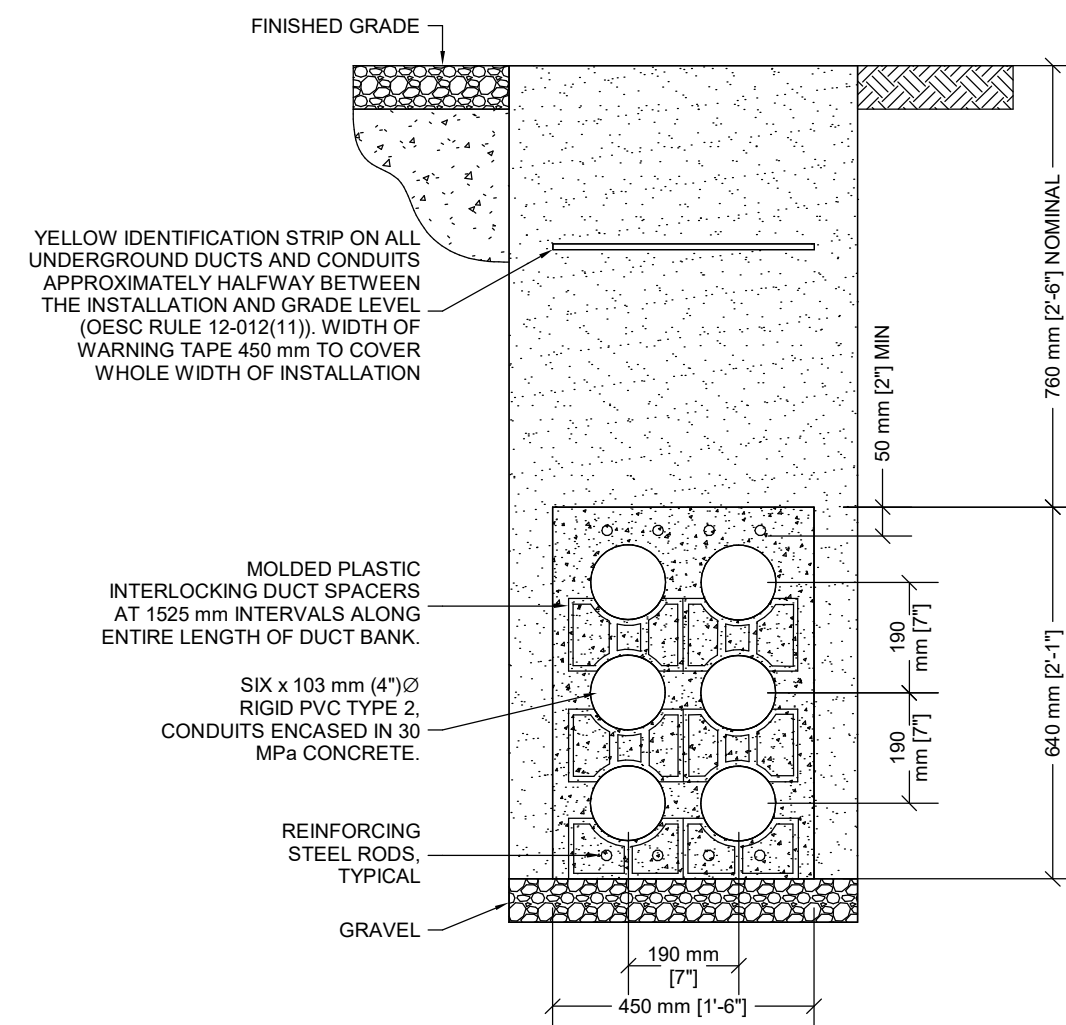 FINISHED GRADE
YELLOW IDENTIFICATION STRIP ON ALL
UNDERGROUND DUCTS AND CONDUITS
APPROXIMATELY HALFWAY BETWEEN
THE INSTALLATION AND GRADE LEVEL
(OESC RULE 12-012(11)). WIDTH OF
WARNING TAPE 450 mm TO COVER
WHOLE WIDTH OF INSTALLATION
760 mm [2'-6"] NOMINAL
50 mm [2"] MIN
MOLDED PLASTIC
INTERLOCKING DUCT SPACERS
AT 1525 mm INTERVALS ALONG
ENTIRE LENGTH OF DUCT BANK.
190
mm [7"]
SIX x 103 mm (4")Ø
RIGID PVC TYPE 2,
CONDUITS ENCASED IN 30
MPa CONCRETE.
190
mm [7"]
640 mm [2'-1"]
REINFORCING
STEEL RODS,
TYPICAL
GRAVEL
190 mm
[7"]
450 mm [1'-6"]